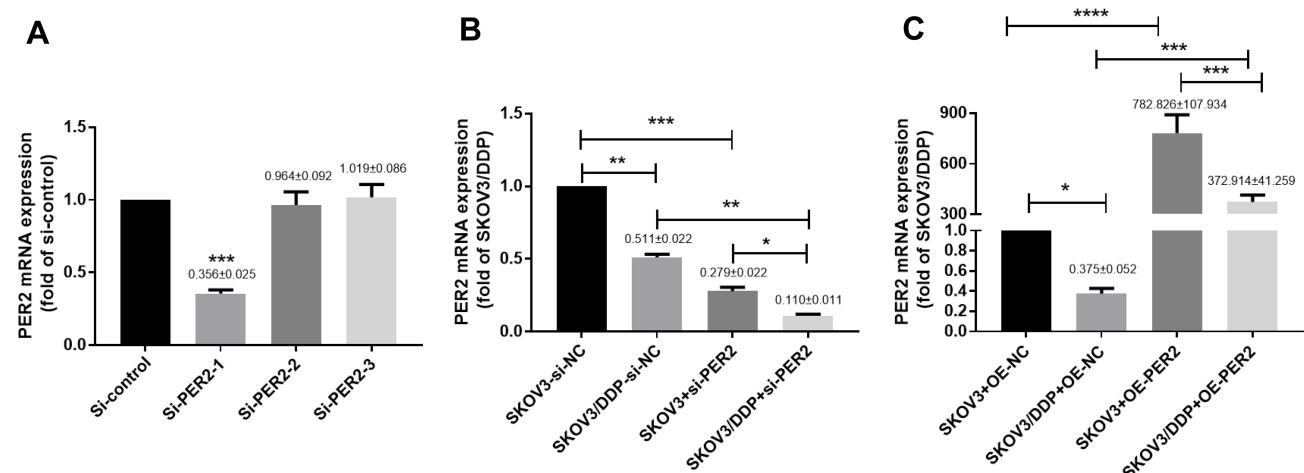 A
PER2 mRNA expression
(fold of si-control)
1.5
1.0
0.5
0.0
***
0.356±0.025
0.964±0.092
1.019±0.086
Si-control
Si-PER2-1
Si-PER2-2
Si-PER2-3
B
PER2 mRNA expression
(fold of SKOV3/DDP)
1.5
1.0
0.5
0.0
***
**
**
*
0.511±0.022
0.279±0.022
0.110±0.011
SKOV3-si-NC
SKOV3/DDP-si-NC
SKOV3+si-PER2
SKOV3/DDP+si-PER2
C
PER2 mRNA expression
(fold of SKOV3/DDP)
900
600
300
1.0
0.8
0.6
0.4
0.2
0.0
****
***
***
782.826±107.934
372.914±41.259
*
0.375±0.052
SKOV3+OE-NC
SKOV3/DDP+OE-NC
SKOV3+OE-PER2
SKOV3/DDP+OE-PER2